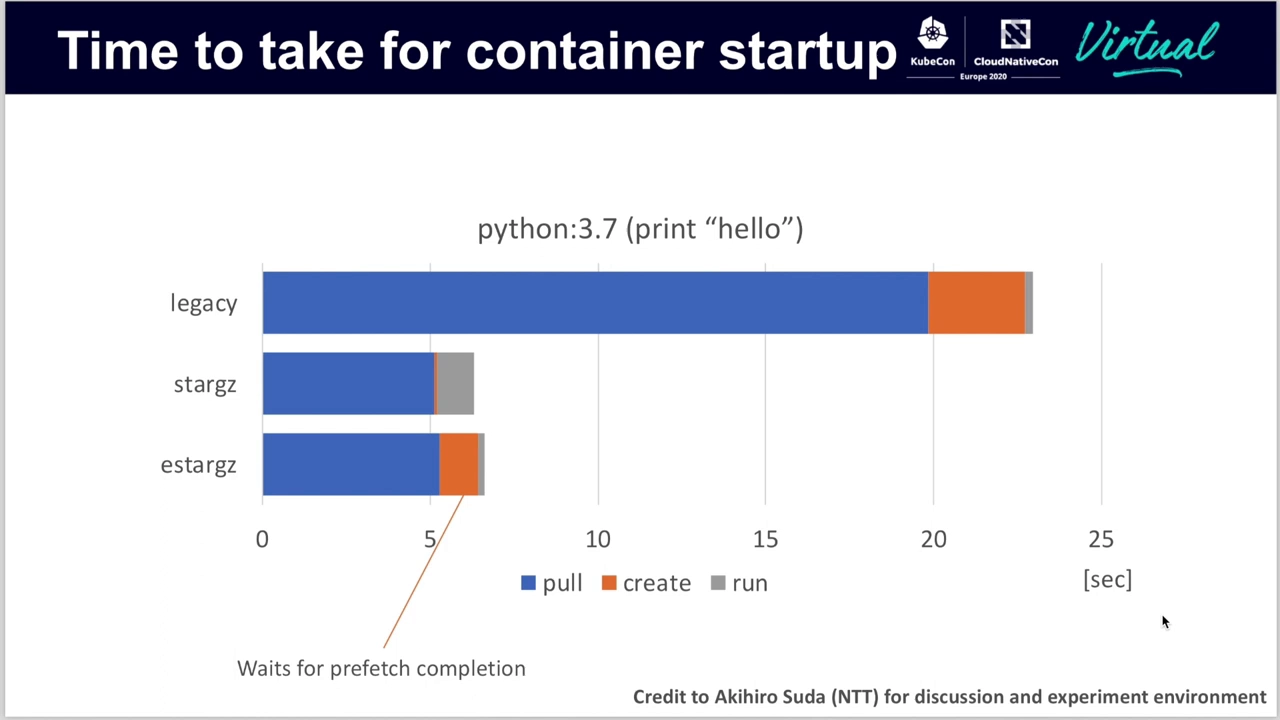 Time to take for container startup
KubeCon
CloudNativeCon
Europe 2020
Virtual
python:3.7 (print “hello”)
legacy
stargz
estargz
0 5 10 15 20 25
[sec]
pull create run
Waits for prefetch completion
Credit to Akihiro Suda (NTT) for discussion and experiment environment